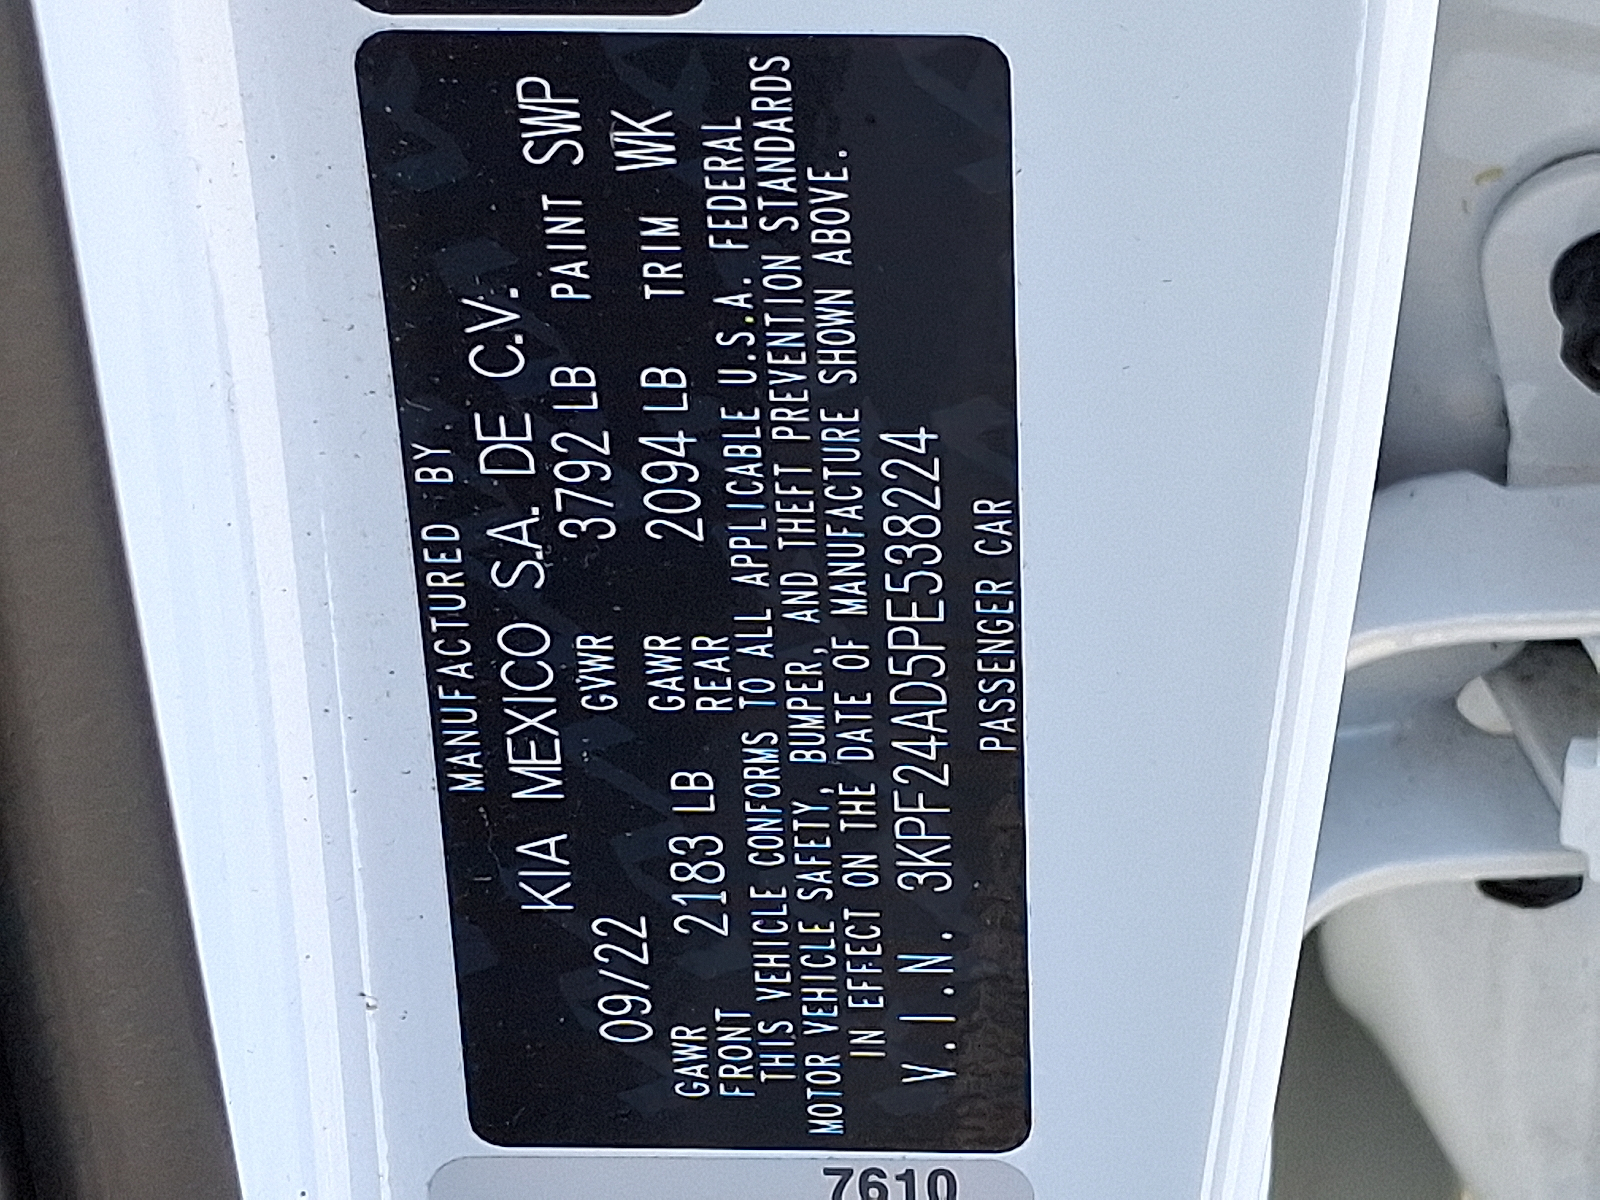 MANUFACTURED BY
KIA MEXICO S.A. DE C.V.
09/22 GVWR 3792 LB PAINT SWP
GAWR FRONT 2183 LB GAWR REAR 2094 LB TRIM WK
THIS VEHICLE CONFORMS TO ALL APPLICABLE U.S.A. FEDERAL
MOTOR VEHICLE SAFETY, BUMPER, AND THEFT PREVENTION STANDARDS
IN EFFECT ON THE DATE OF MANUFACTURE SHOWN ABOVE.
V.I.N. 3KPF24AD5PE538224
PASSENGER CAR
7610